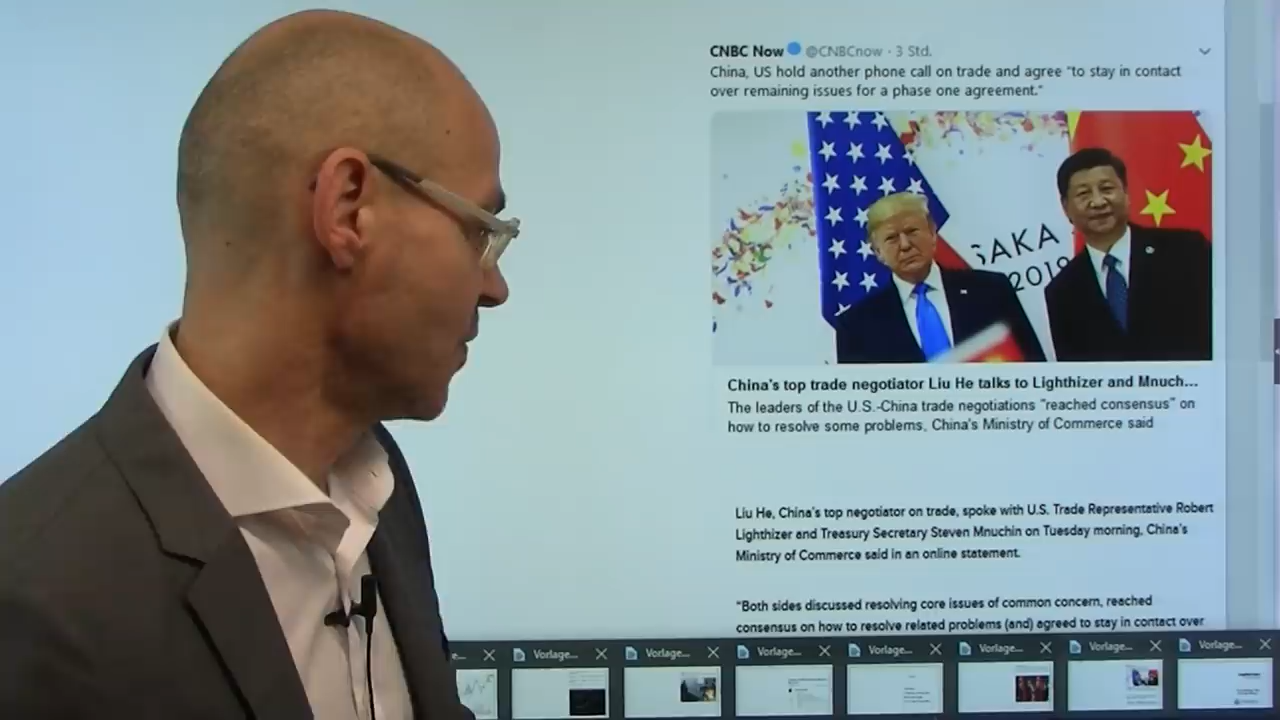 CNBC Now @CNBCnow · 3 Std.
China, US hold another phone call on trade and agree "to stay in contact
over remaining issues for a phase one agreement."
SAKA
2019
China's top trade negotiator Liu He talks to Lighthizer and Mnuch...
The leaders of the U.S.-China trade negotiations "reached consensus" on
how to resolve some problems, China's Ministry of Commerce said
Liu He, China's top negotiator on trade, spoke with U.S. Trade Representative Robert
Lighthizer and Treasury Secretary Steven Mnuchin on Tuesday morning, China's
Ministry of Commerce said in an online statement.
"Both sides discussed resolving core issues of common concern, reached
consensus on how to resolve related problems (and) agreed to stay in contact over
e... Vorlage... Vorlage... Vorlage... Vorlage... Vorlage... Vorlage... Vorlage...